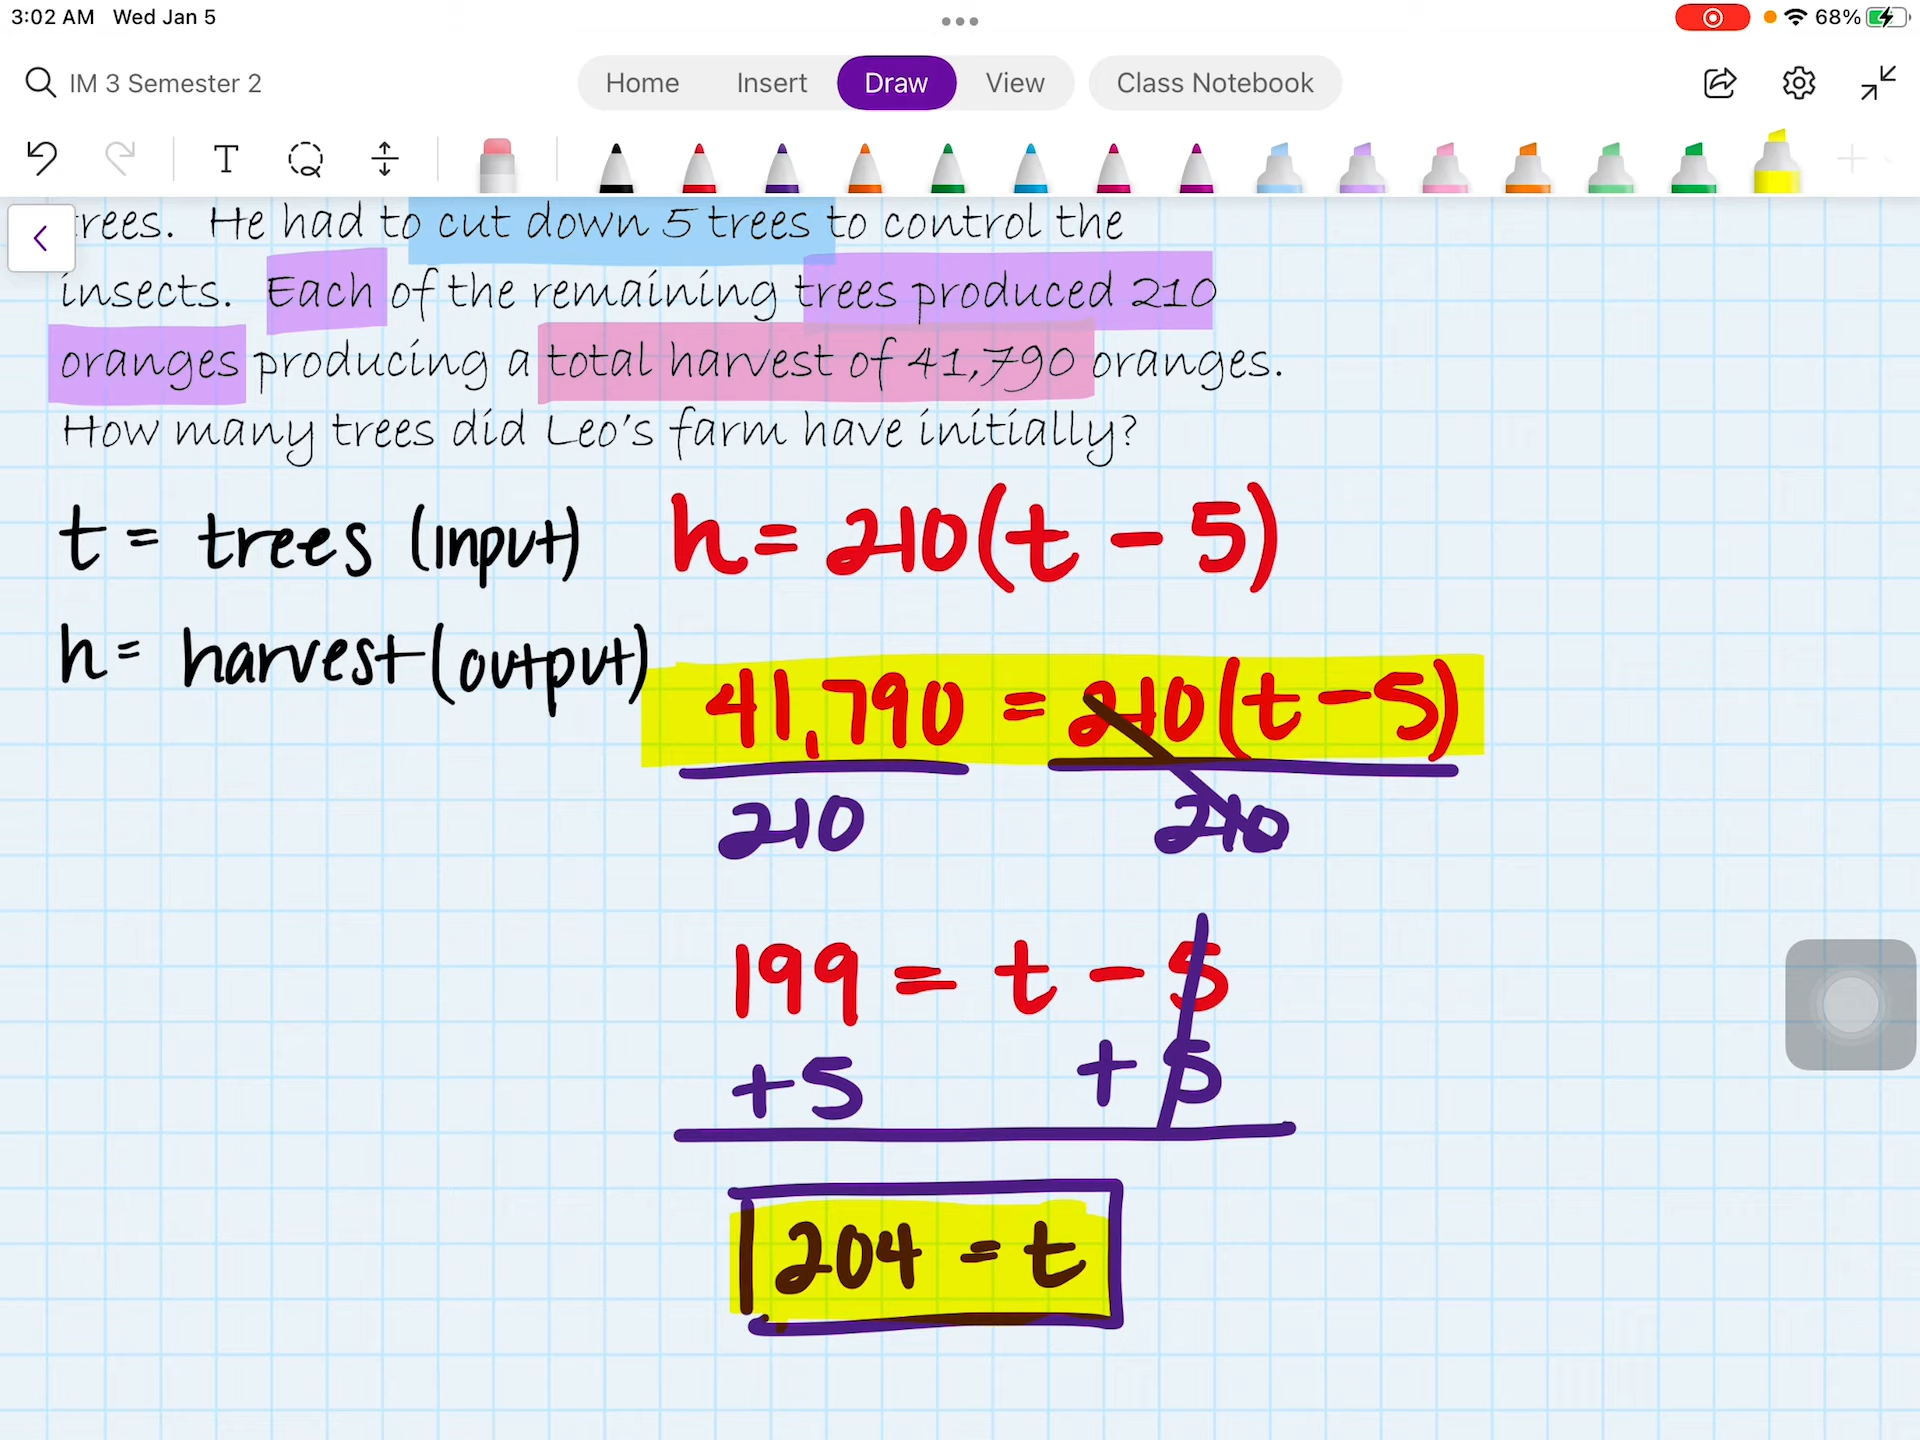 3:02 AM Wed Jan 5
68%
IM 3 Semester 2
Home Insert Draw View Class Notebook
T
trees. He had to cut down 5 trees to control the
insects. Each of the remaining trees produced 210
oranges producing a total harvest of 41,790 oranges.
How many trees did Leo's farm have initially?
t = trees (input)
h = 210(t - 5)
h = harvest (output)
41,790 = 210(t - 5)
210 210
199 = t - 5
+5 +5
204 = t